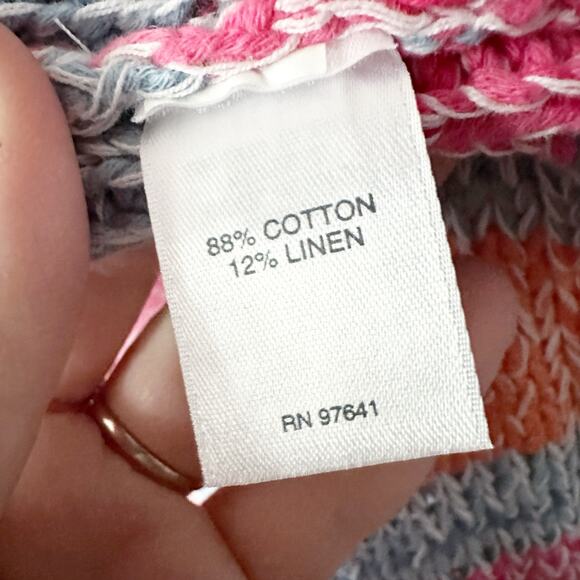 88% COTTON
12% LINEN
RN 97641